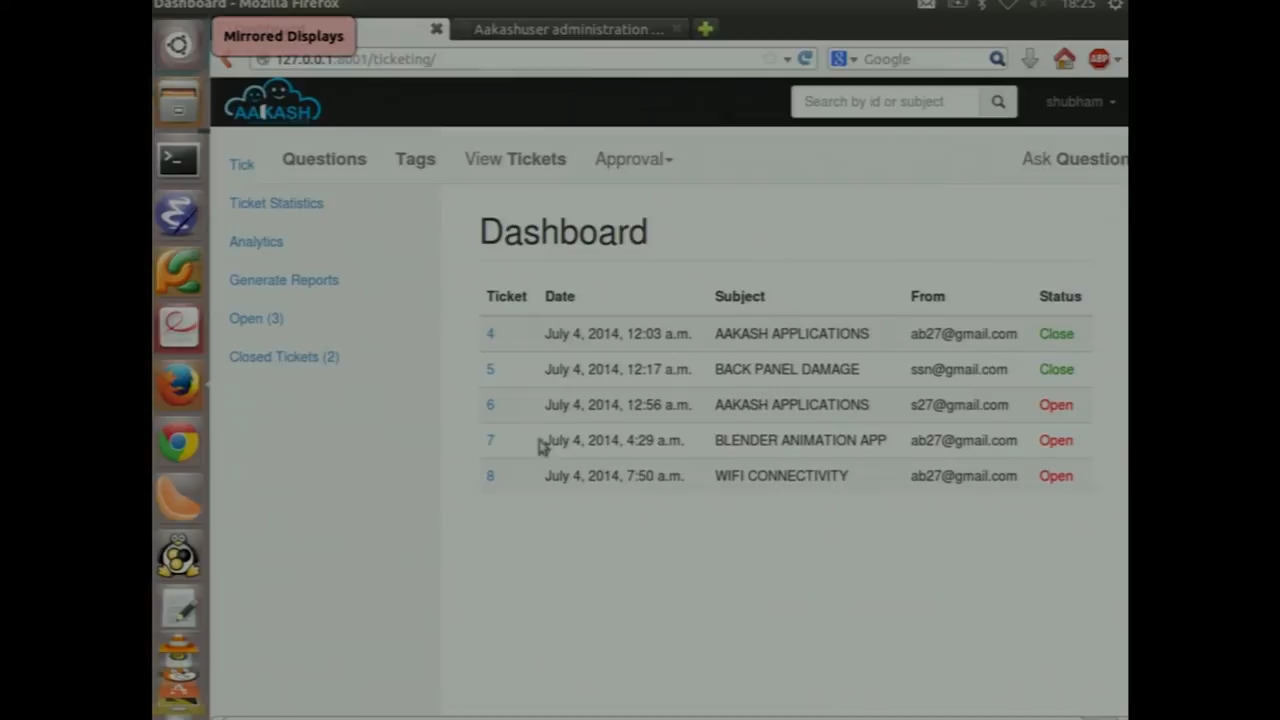 Dashboard - Mozilla Firefox
18:25
Mirrored Displays
Aakashuser administration ...
127.0.0.1:8001/ticketing/
Google
ABP
AAKASH
Search by id or subject
shubham
Tick
Questions
Tags
View Tickets
Approval
Ask Question
Ticket Statistics
Analytics
Generate Reports
Open (3)
Closed Tickets (2)
Dashboard
Ticket Date Subject From Status
4 July 4, 2014, 12:03 a.m. AAKASH APPLICATIONS ab27@gmail.com Close
5 July 4, 2014, 12:17 a.m. BACK PANEL DAMAGE ssn@gmail.com Close
6 July 4, 2014, 12:56 a.m. AAKASH APPLICATIONS s27@gmail.com Open
7 July 4, 2014, 4:29 a.m. BLENDER ANIMATION APP ab27@gmail.com Open
8 July 4, 2014, 7:50 a.m. WIFI CONNECTIVITY ab27@gmail.com Open